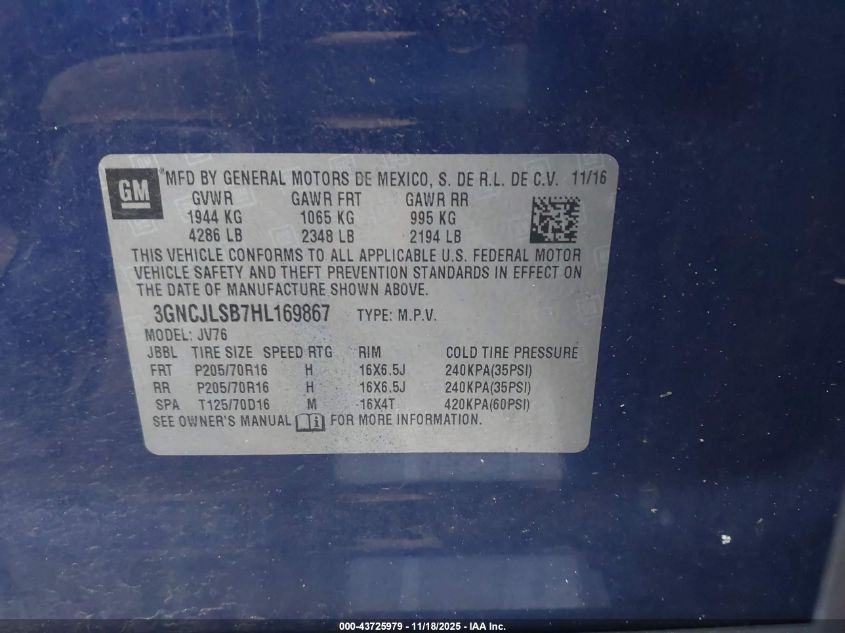 GM
MFD BY GENERAL MOTORS DE MEXICO, S. DE R.L. DE C.V. 11/16
GVWR GAWR FRT GAWR RR
1944 KG 1065 KG 995 KG
4286 LB 2348 LB 2194 LB
THIS VEHICLE CONFORMS TO ALL APPLICABLE U.S. FEDERAL MOTOR
VEHICLE SAFETY AND THEFT PREVENTION STANDARDS IN EFFECT ON
THE DATE OF MANUFACTURE SHOWN ABOVE.
3GNCJLSB7HL169867 TYPE: M.P.V.
MODEL: JV76
JBBL TIRE SIZE SPEED RTG RIM COLD TIRE PRESSURE
FRT P205/70R16 H 16X6.5J 240KPA(35PSI)
RR P205/70R16 H 16X6.5J 240KPA(35PSI)
SPA T125/70D16 M 16X4T 420KPA(60PSI)
SEE OWNER'S MANUAL FOR MORE INFORMATION.
000-43725979 - 11/18/2025 - IAA Inc.